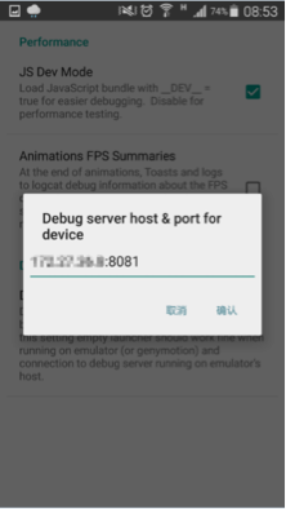 74% 08:53
Performance
JS Dev Mode
Load JavaScript bundle with __DEV__ =
true for easier debugging. Disable for
performance testing.
Animations FPS Summaries
At the end of animations, Toasts and logs
to logcat debug information about the FPS
Debug server host & port for
device
:8081
取消 确认
this setting empty launcher should work fine when
running on emulator (or genymotion) and
connection to debug server running on emulator's
host.